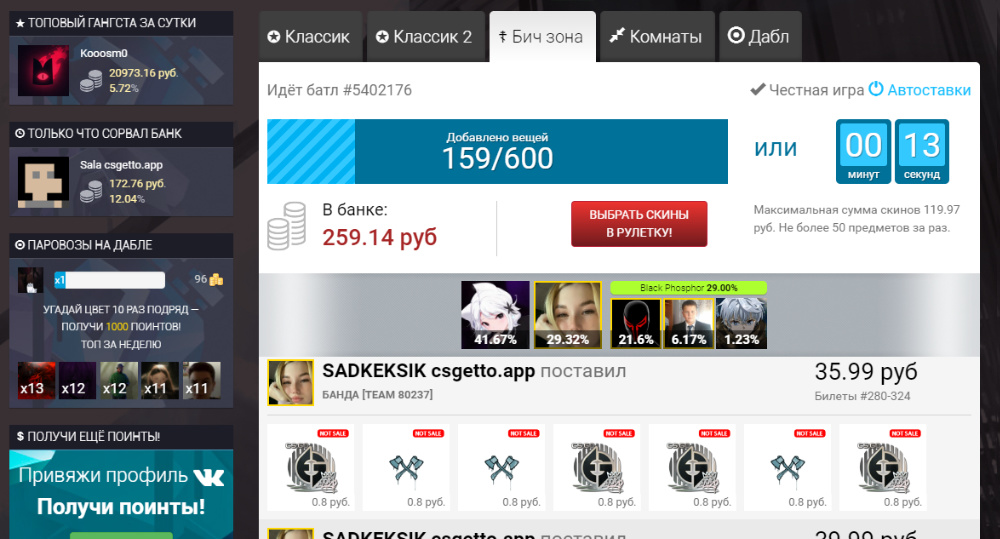 ТОПОВЫЙ ГАНГСТА ЗА СУТКИ
Kooosm0
20973.16 руб.
5.72%
ТОЛЬКО ЧТО СОРВАЛ БАНК
Sala csgetto.app
172.76 руб.
12.04%
ПАРОВОЗЫ НА ДАБЛЕ
x1
96
УГАДАЙ ЦВЕТ 10 РАЗ ПОДРЯД —
ПОЛУЧИ 1000 ПОИНТОВ!
ТОП ЗА НЕДЕЛЮ
x13 x12 x12 x11 x11
$ ПОЛУЧИ ЕЩЁ ПОИНТЫ!
Привяжи профиль
Получи поинты!
Классик
Классик 2
Бич зона
Комнаты
Дабл
Идёт батл #5402176
Честная игра
Автоставки
Добавлено вещей
159/600
ИЛИ
00 13
минут секунд
В банке:
259.14 руб
ВЫБРАТЬ СКИНЫ
В РУЛЕТКУ!
Максимальная сумма скинов 119.97
руб. Не более 50 предметов за раз.
Black Phosphor 29.00%
41.67% 29.32% 21.6% 6.17% 1.23%
SADKEKSIK csgetto.app поставил
35.99 руб
БАНДА [TEAM 80237]
Билеты #280-324
NOT SALE NOT SALE NOT SALE NOT SALE NOT SALE NOT SALE NOT SALE
0.8 руб. 0.8 руб. 0.8 руб. 0.8 руб. 0.8 руб. 0.8 руб. 0.8 руб.
SADKEKSIK csgetto.app поставил